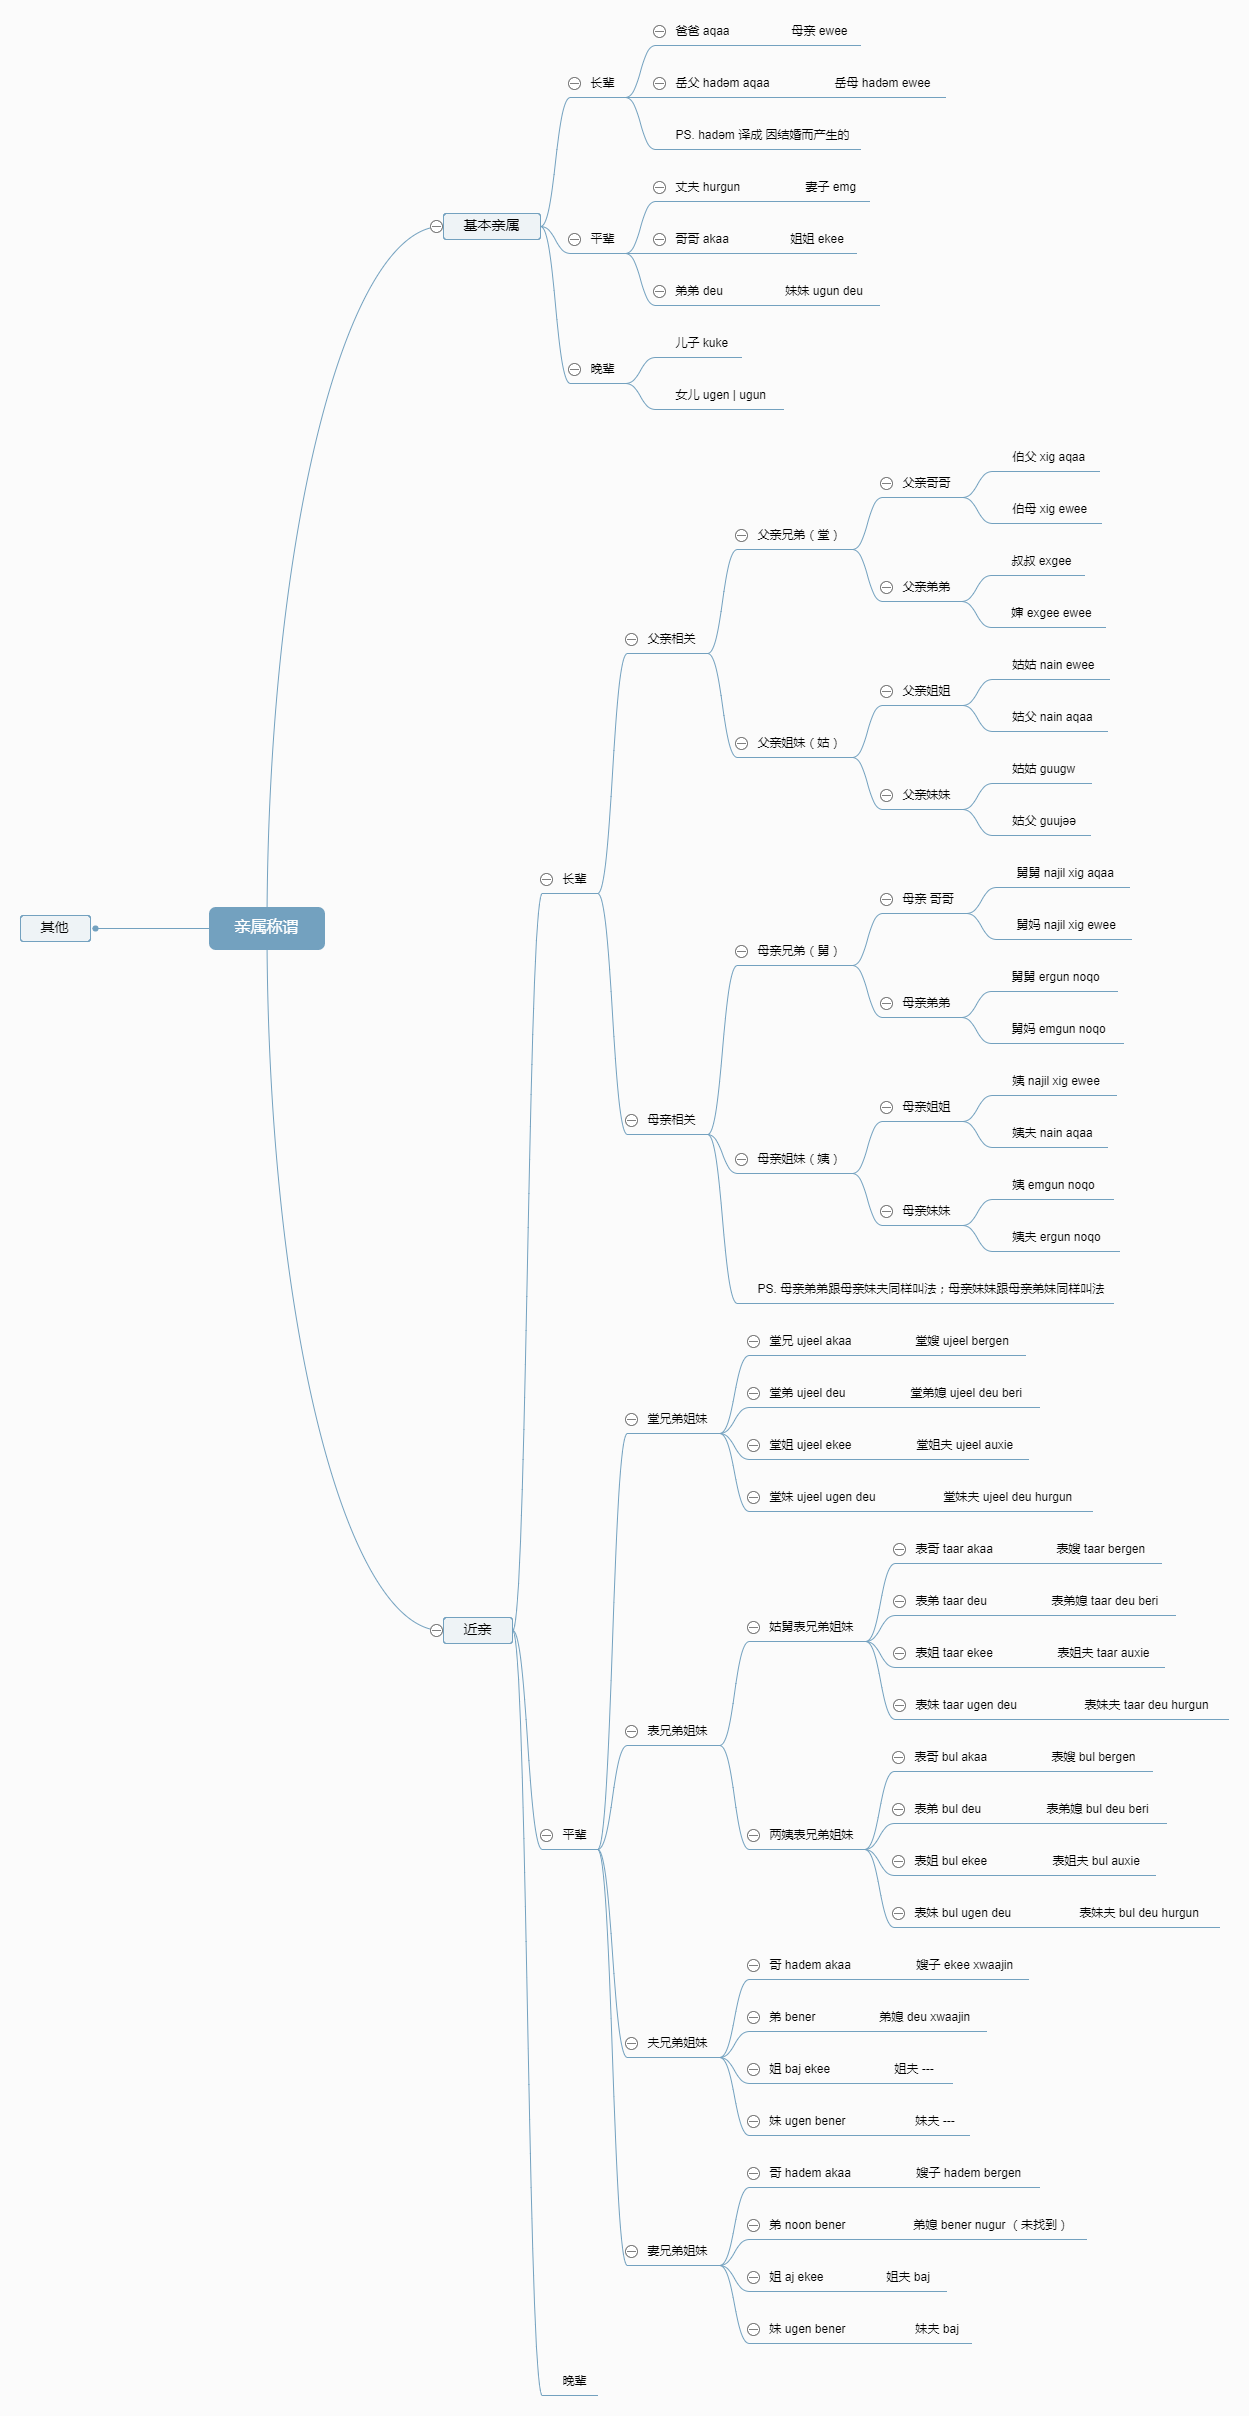 爸爸 aqaa 母亲 ewee
长辈
岳父 hadəm aqaa 岳母 hadəm ewee
PS. hadəm 译成 因结婚而产生的
丈夫 hurgun 妻子 emg
基本亲属
平辈
哥哥 akaa 姐姐 ekee
弟弟 deu 妹妹 ugun deu
儿子 kuke
晚辈
女儿 ugen | ugun
伯父 xig aqaa
父亲哥哥
伯母 xig ewee
父亲兄弟（堂）
叔叔 exgee
父亲弟弟
婶 exgee ewee
父亲相关
姑姑 nain ewee
父亲姐姐
姑父 nain aqaa
父亲姐妹（姑）
姑姑 guugw
父亲妹妹
姑父 guujəə
长辈
舅舅 najil xig aqaa
母亲 哥哥
舅妈 najil xig ewee
其他
亲属称谓
母亲兄弟（舅）
舅舅 ergun noqo
母亲弟弟
舅妈 emgun noqo
姨 najil xig ewee
母亲姐姐
母亲相关
姨夫 nain aqaa
母亲姐妹（姨）
姨 emgun noqo
母亲妹妹
姨夫 ergun noqo
PS. 母亲弟弟跟母亲妹夫同样叫法；母亲妹妹跟母亲弟妹同样叫法
堂兄 ujeel akaa 堂嫂 ujeel bergen
堂弟 ujeel deu 堂弟媳 ujeel deu beri
堂兄弟姐妹
堂姐 ujeel ekee 堂姐夫 ujeel auxie
堂妹 ujeel ugen deu 堂妹夫 ujeel deu hurgun
表哥 taar akaa 表嫂 taar bergen
表弟 taar deu 表弟媳 taar deu beri
近亲
姑舅表兄弟姐妹
表姐 taar ekee 表姐夫 taar auxie
表妹 taar ugen deu 表妹夫 taar deu hurgun
表兄弟姐妹
表哥 bul akaa 表嫂 bul bergen
表弟 bul deu 表弟媳 bul deu beri
平辈
两姨表兄弟姐妹
表姐 bul ekee 表姐夫 bul auxie
表妹 bul ugen deu 表妹夫 bul deu hurgun
哥 hadem akaa 嫂子 ekee xwaajin
弟 bener 弟媳 deu xwaajin
夫兄弟姐妹
姐 baj ekee 姐夫 ---
妹 ugen bener 妹夫 ---
哥 hadem akaa 嫂子 hadem bergen
弟 noon bener 弟媳 bener nugur （未找到）
妻兄弟姐妹
姐 aj ekee 姐夫 baj
妹 ugen bener 妹夫 baj
晚辈